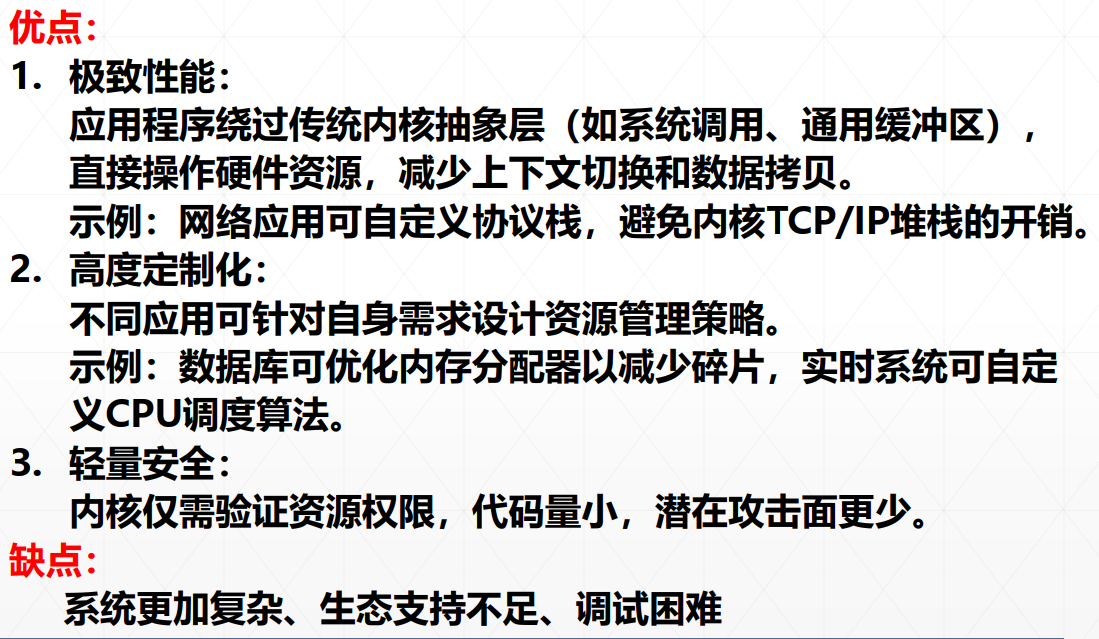 优点：
1. 极致性能：
应用程序绕过传统内核抽象层（如系统调用、通用缓冲区），
直接操作硬件资源，减少上下文切换和数据拷贝。
示例：网络应用可自定义协议栈，避免内核TCP/IP堆栈的开销。
2. 高度定制化：
不同应用可针对自身需求设计资源管理策略。
示例：数据库可优化内存分配器以减少碎片，实时系统可自定
义CPU调度算法。
3. 轻量安全：
内核仅需验证资源权限，代码量小，潜在攻击面更少。
缺点：
系统更加复杂、生态支持不足、调试困难